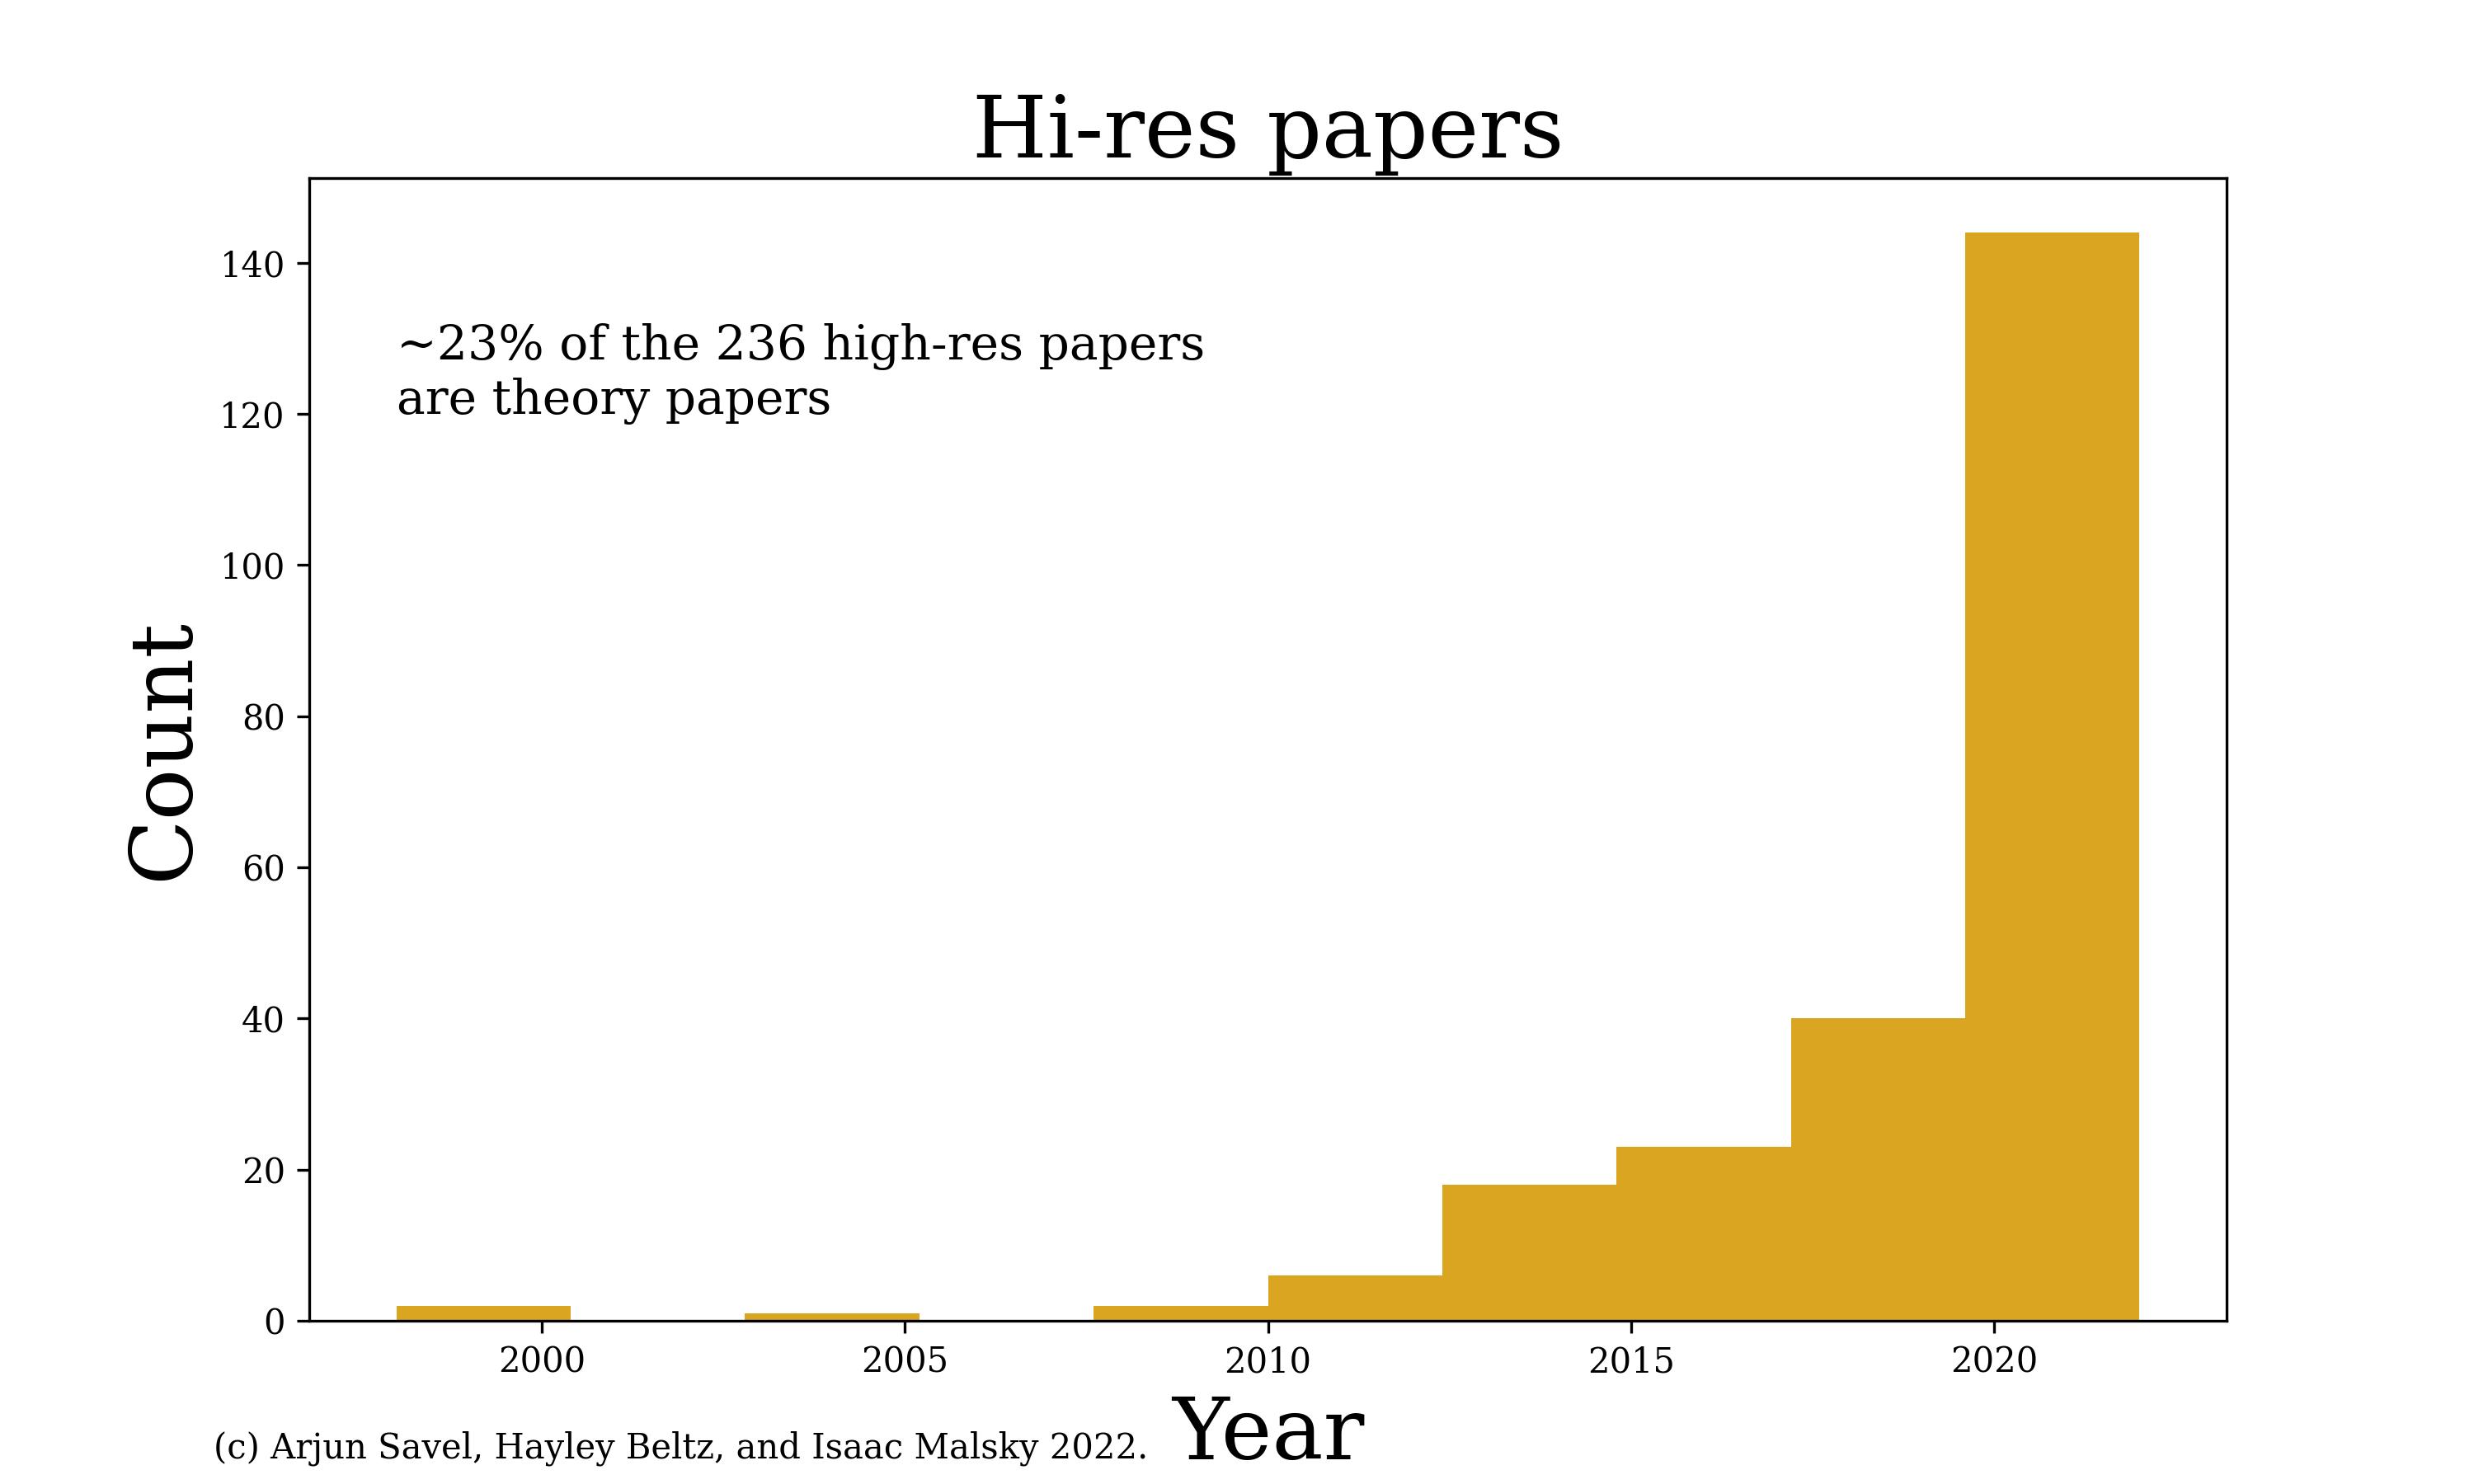 Hi-res papers
140
~23% of the 236 high-res papers
are theory papers
120
100
80
60
40
20
0
Count
2000 2005 2010 2015 2020
Year
(c) Arjun Savel, Hayley Beltz, and Isaac Malsky 2022.